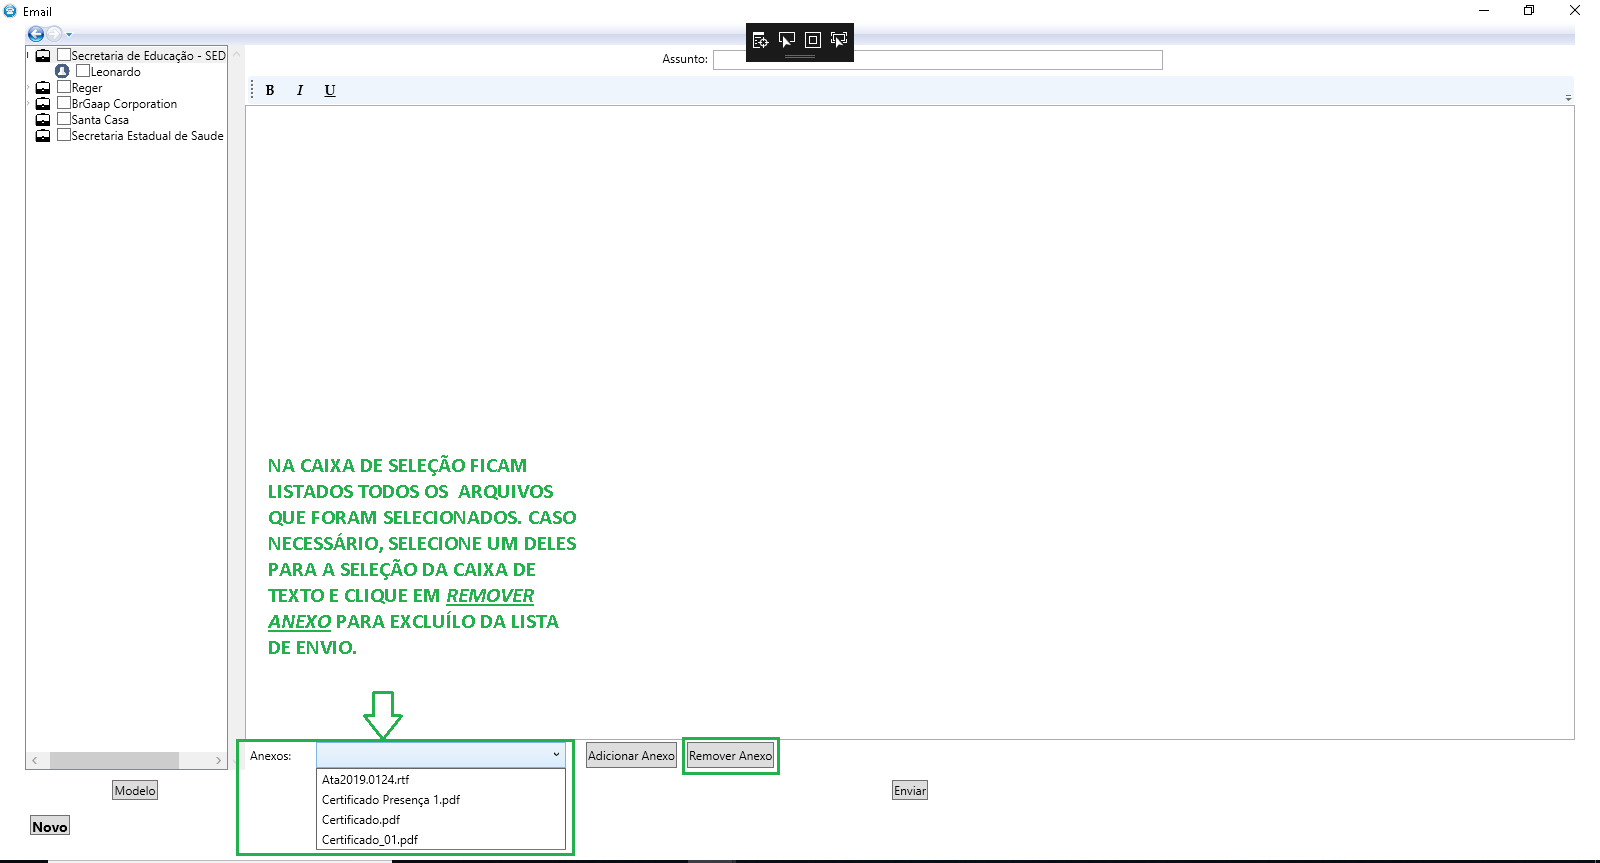 Email
Secretaria de Educação - SED
Leonardo
Reger
BrGaap Corporation
Santa Casa
Secretaria Estadual de Saude
Assunto:
B I U
NA CAIXA DE SELEÇÃO FICAM
LISTADOS TODOS OS ARQUIVOS
QUE FORAM SELECIONADOS. CASO
NECESSÁRIO, SELECIONE UM DELES
PARA A SELEÇÃO DA CAIXA DE
TEXTO E CLIQUE EM REMOVER
ANEXO PARA EXCLUÍLO DA LISTA
DE ENVIO.
Anexos:
Adicionar Anexo
Remover Anexo
Ata2019.0124.rtf
Certificado Presença 1.pdf
Certificado.pdf
Certificado_01.pdf
Modelo
Enviar
Novo